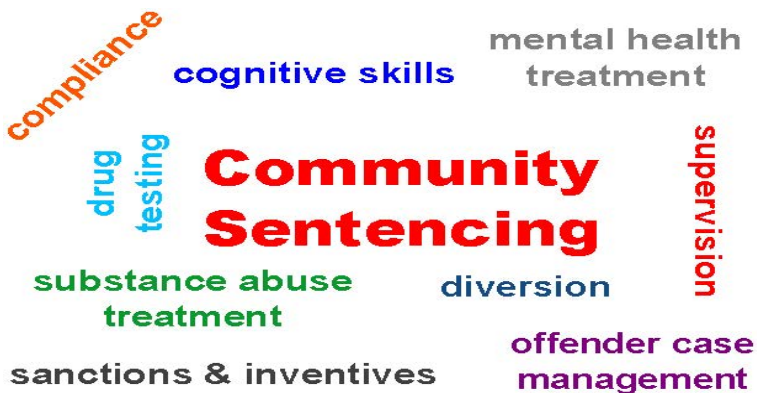 compliance
cognitive skills
mental health
treatment
drug
testing
Community
Sentencing
supervision
substance abuse
treatment
diversion
offender case
management
sanctions & inventives